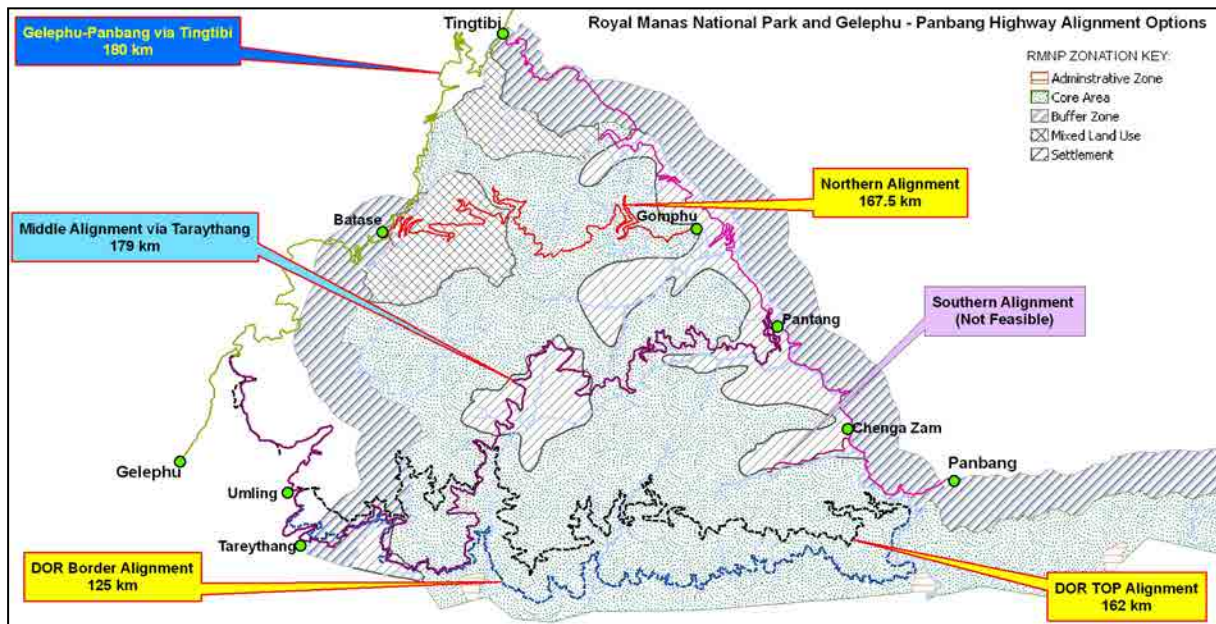 Royal Manas National Park and Gelephu - Panbang Highway Alignment Options
Tingtibi
Gelephu-Panbang via Tingtibi
180 km
RMNP ZONATION KEY:
Adminstrative Zone
Core Area
Buffer Zone
Mixed Land Use
Settlement
Northern Alignment
167.5 km
Batase
Gomphu
Middle Alignment via Taraythang
179 km
Southern Alignment
(Not Feasible)
Pantang
Chenga Zam
Gelephu
Panbang
Umling
Tareythang
DOR Border Alignment
125 km
DOR TOP Alignment
162 km